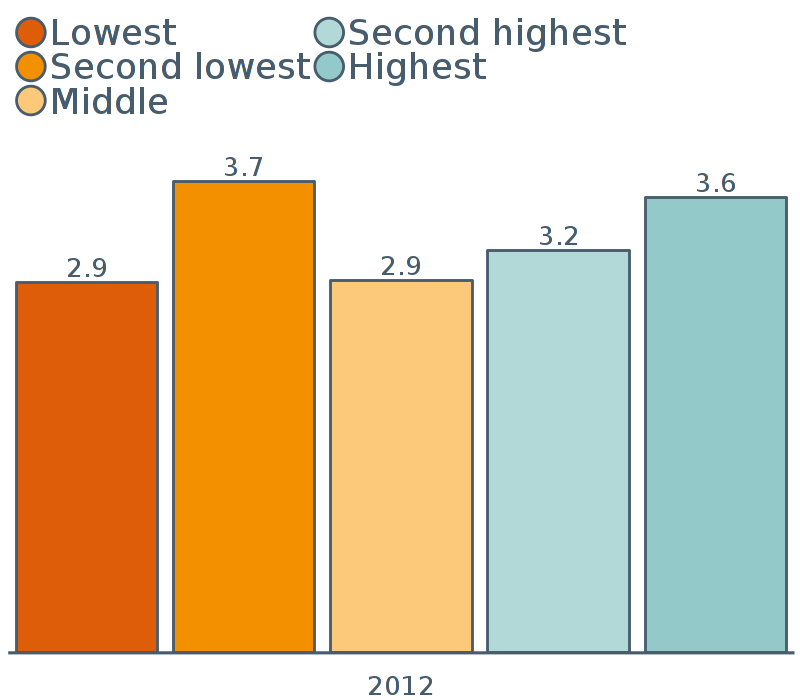 Lowest
Second lowest
Middle
Second highest
Highest
2.9
3.7
2.9
3.2
3.6
2012